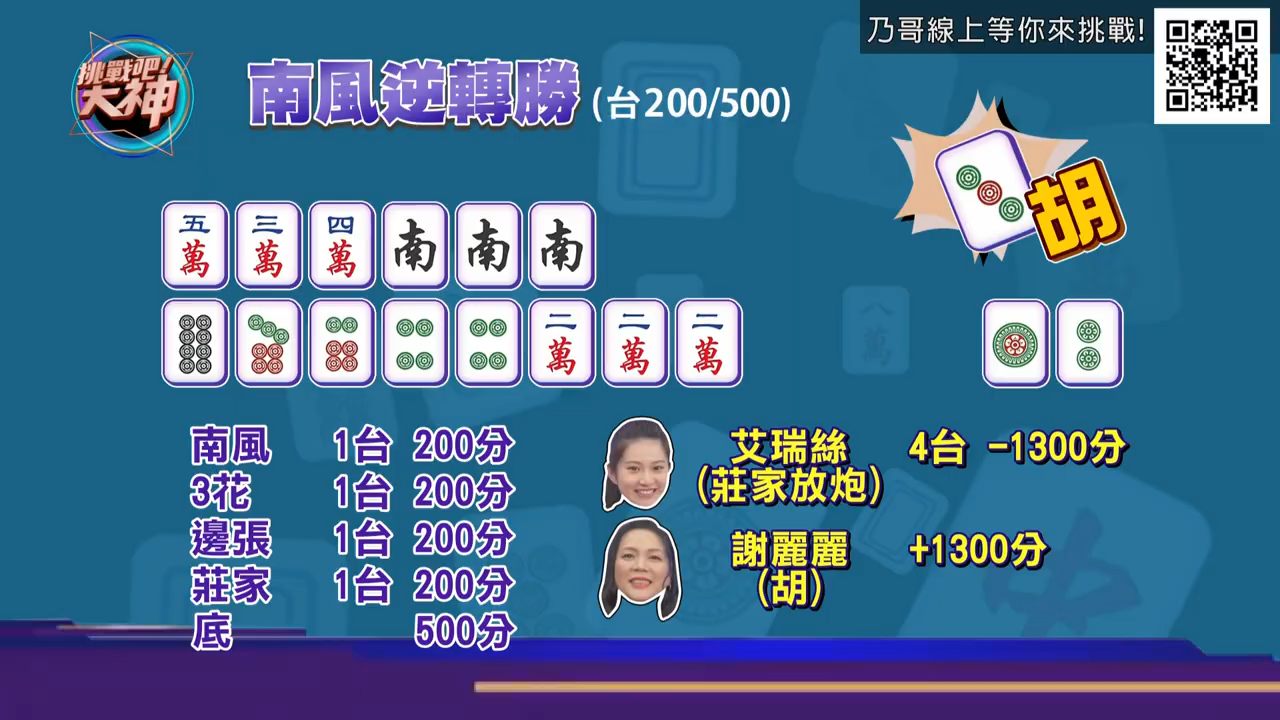 乃哥線上等你來挑戰!
挑戰吧!
大神
南風逆轉勝 (台200/500)
胡
五萬 三萬 四萬 南 南 南
二萬 二萬 二萬
八萬
南風 1台 200分
3花 1台 200分
邊張 1台 200分
莊家 1台 200分
底 500分
艾瑞絲 4台 -1300分
(莊家放炮)
謝麗麗 +1300分
(胡)